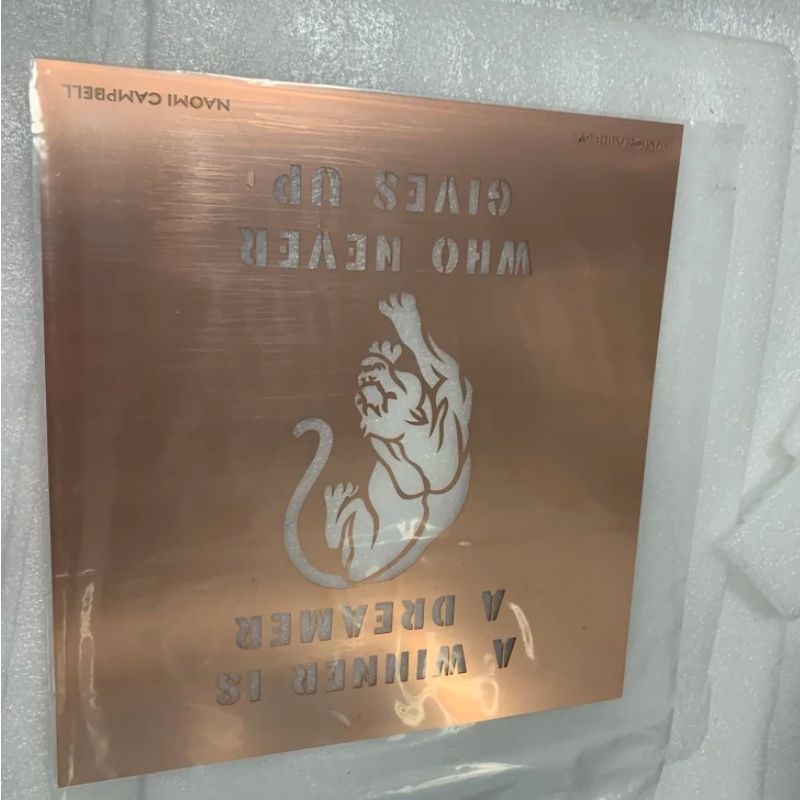 A WINNER IS
A DREAMER
WHO NEVER
GIVES UP
VISIONAIRE
NAOMI CAMPBELL